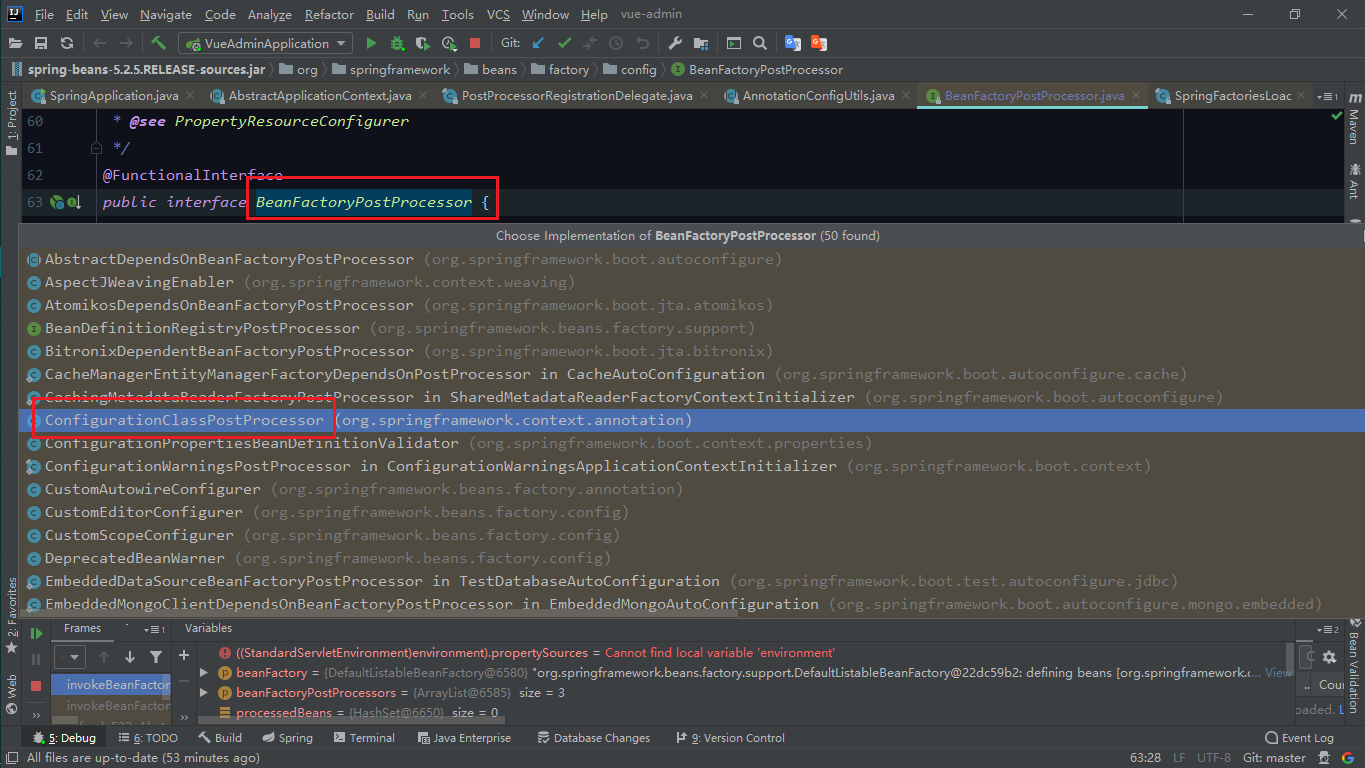 File Edit View Navigate Code Analyze Refactor Build Run Tools VCS Window Help vue-admin
VueAdminApplication Git:
spring-beans-5.2.5.RELEASE-sources.jar org springframework beans factory config BeanFactoryPostProcessor
SpringApplication.java AbstractApplicationContext.java PostProcessorRegistrationDelegate.java AnnotationConfigUtils.java BeanFactoryPostProcessor.java SpringFactoriesLoac 1
1: Project
Maven
Ant
60 * @see PropertyResourceConfigurer
61 */
62 @FunctionalInterface
63 public interface BeanFactoryPostProcessor {
Choose Implementation of BeanFactoryPostProcessor (50 found)
AbstractDependsOnBeanFactoryPostProcessor (org.springframework.boot.autoconfigure)
AspectJWeavingEnabler (org.springframework.context.weaving)
AtomikosDependsOnBeanFactoryPostProcessor (org.springframework.boot.jta.atomikos)
BeanDefinitionRegistryPostProcessor (org.springframework.beans.factory.support)
BitronixDependentBeanFactoryPostProcessor (org.springframework.boot.jta.bitronix)
CacheManagerEntityManagerFactoryDependsOnPostProcessor in CacheAutoConfiguration (org.springframework.boot.autoconfigure.cache)
CachingMetadataReaderFactoryPostProcessor in SharedMetadataReaderFactoryContextInitializer (org.springframework.boot.autoconfigure)
ConfigurationClassPostProcessor (org.springframework.context.annotation)
ConfigurationPropertiesBeanDefinitionValidator (org.springframework.boot.context.properties)
ConfigurationWarningsPostProcessor in ConfigurationWarningsApplicationContextInitializer (org.springframework.boot.context)
CustomAutowireConfigurer (org.springframework.beans.factory.annotation)
CustomEditorConfigurer (org.springframework.beans.factory.config)
CustomScopeConfigurer (org.springframework.beans.factory.config)
DeprecatedBeanWarner (org.springframework.beans.factory.config)
EmbeddedDataSourceBeanFactoryPostProcessor in TestDatabaseAutoConfiguration (org.springframework.boot.test.autoconfigure.jdbc)
EmbeddedMongoClientDependsOnBeanFactoryPostProcessor in EmbeddedMongoAutoConfiguration (org.springframework.boot.autoconfigure.mongo.embedded)
2: Favorites
Web
Frames 1 Variables 2
((StandardServletEnvironment)environment).propertySources = Cannot find local variable 'environment'
beanFactory = {DefaultListableBeanFactory@6580} "org.springframework.beans.factory.support.DefaultListableBeanFactory@22dc59b2: defining beans [org.springframework.c... View
invokeBeanFactor beanFactoryPostProcessors = {ArrayList@6585} size = 3 .. Cour
invokeBeanFactor processedBeans = {HashSet@6650} size = 0 oaded. L
Bean Validation
5: Debug 6: TODO Build Spring Terminal Java Enterprise Database Changes 9: Version Control Event Log
All files are up-to-date (53 minutes ago) 63:28 LF UTF-8 Git: master